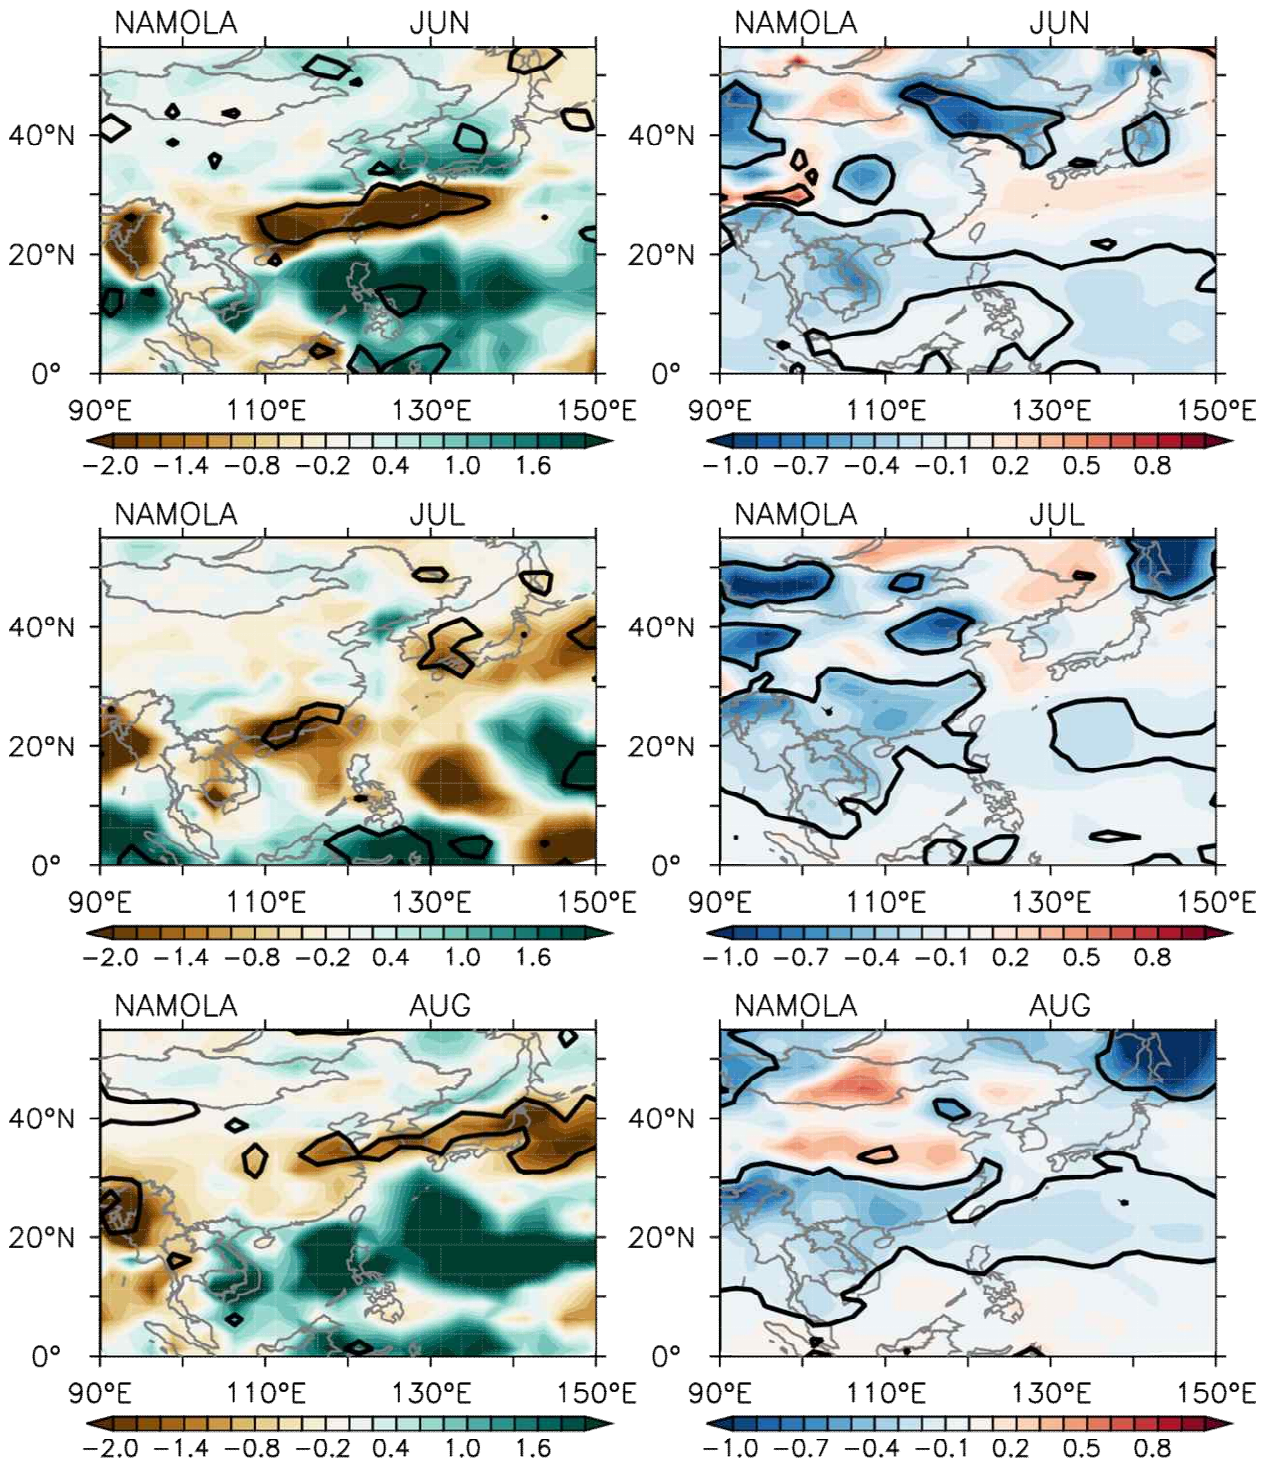 NAMOLA JUN NAMOLA JUN
40°N 40°N
20°N 20°N
0° 0°
90°E 110°E 130°E 150°E 90°E 110°E 130°E 150°E
−2.0 −1.4 −0.8 −0.2 0.4 1.0 1.6 −1.0 −0.7 −0.4 −0.1 0.2 0.5 0.8
NAMOLA JUL NAMOLA JUL
40°N 40°N
20°N 20°N
0° 0°
90°E 110°E 130°E 150°E 90°E 110°E 130°E 150°E
−2.0 −1.4 −0.8 −0.2 0.4 1.0 1.6 −1.0 −0.7 −0.4 −0.1 0.2 0.5 0.8
NAMOLA AUG NAMOLA AUG
40°N 40°N
20°N 20°N
0° 0°
90°E 110°E 130°E 150°E 90°E 110°E 130°E 150°E
−2.0 −1.4 −0.8 −0.2 0.4 1.0 1.6 −1.0 −0.7 −0.4 −0.1 0.2 0.5 0.8